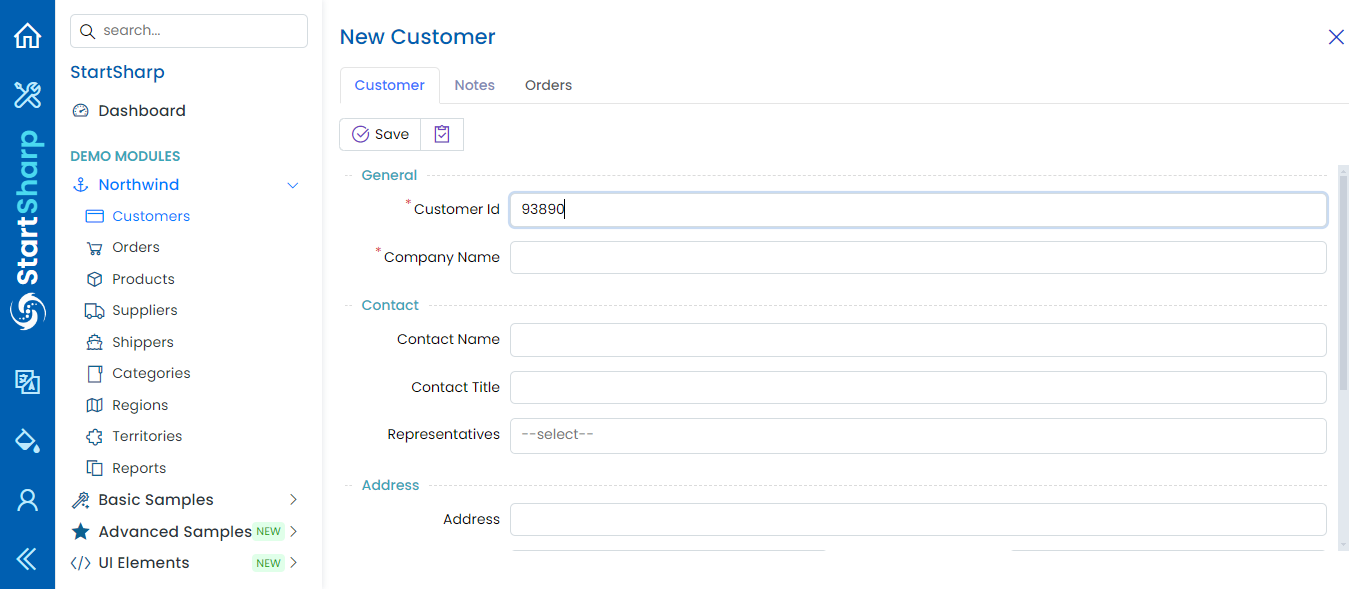 StartSharp
search...
StartSharp
Dashboard
DEMO MODULES
Northwind
Customers
Orders
Products
Suppliers
Shippers
Categories
Regions
Territories
Reports
Basic Samples
Advanced Samples NEW
UI Elements NEW
New Customer
Customer Notes Orders
Save
General
*Customer Id 93890
*Company Name
Contact
Contact Name
Contact Title
Representatives --select--
Address
Address